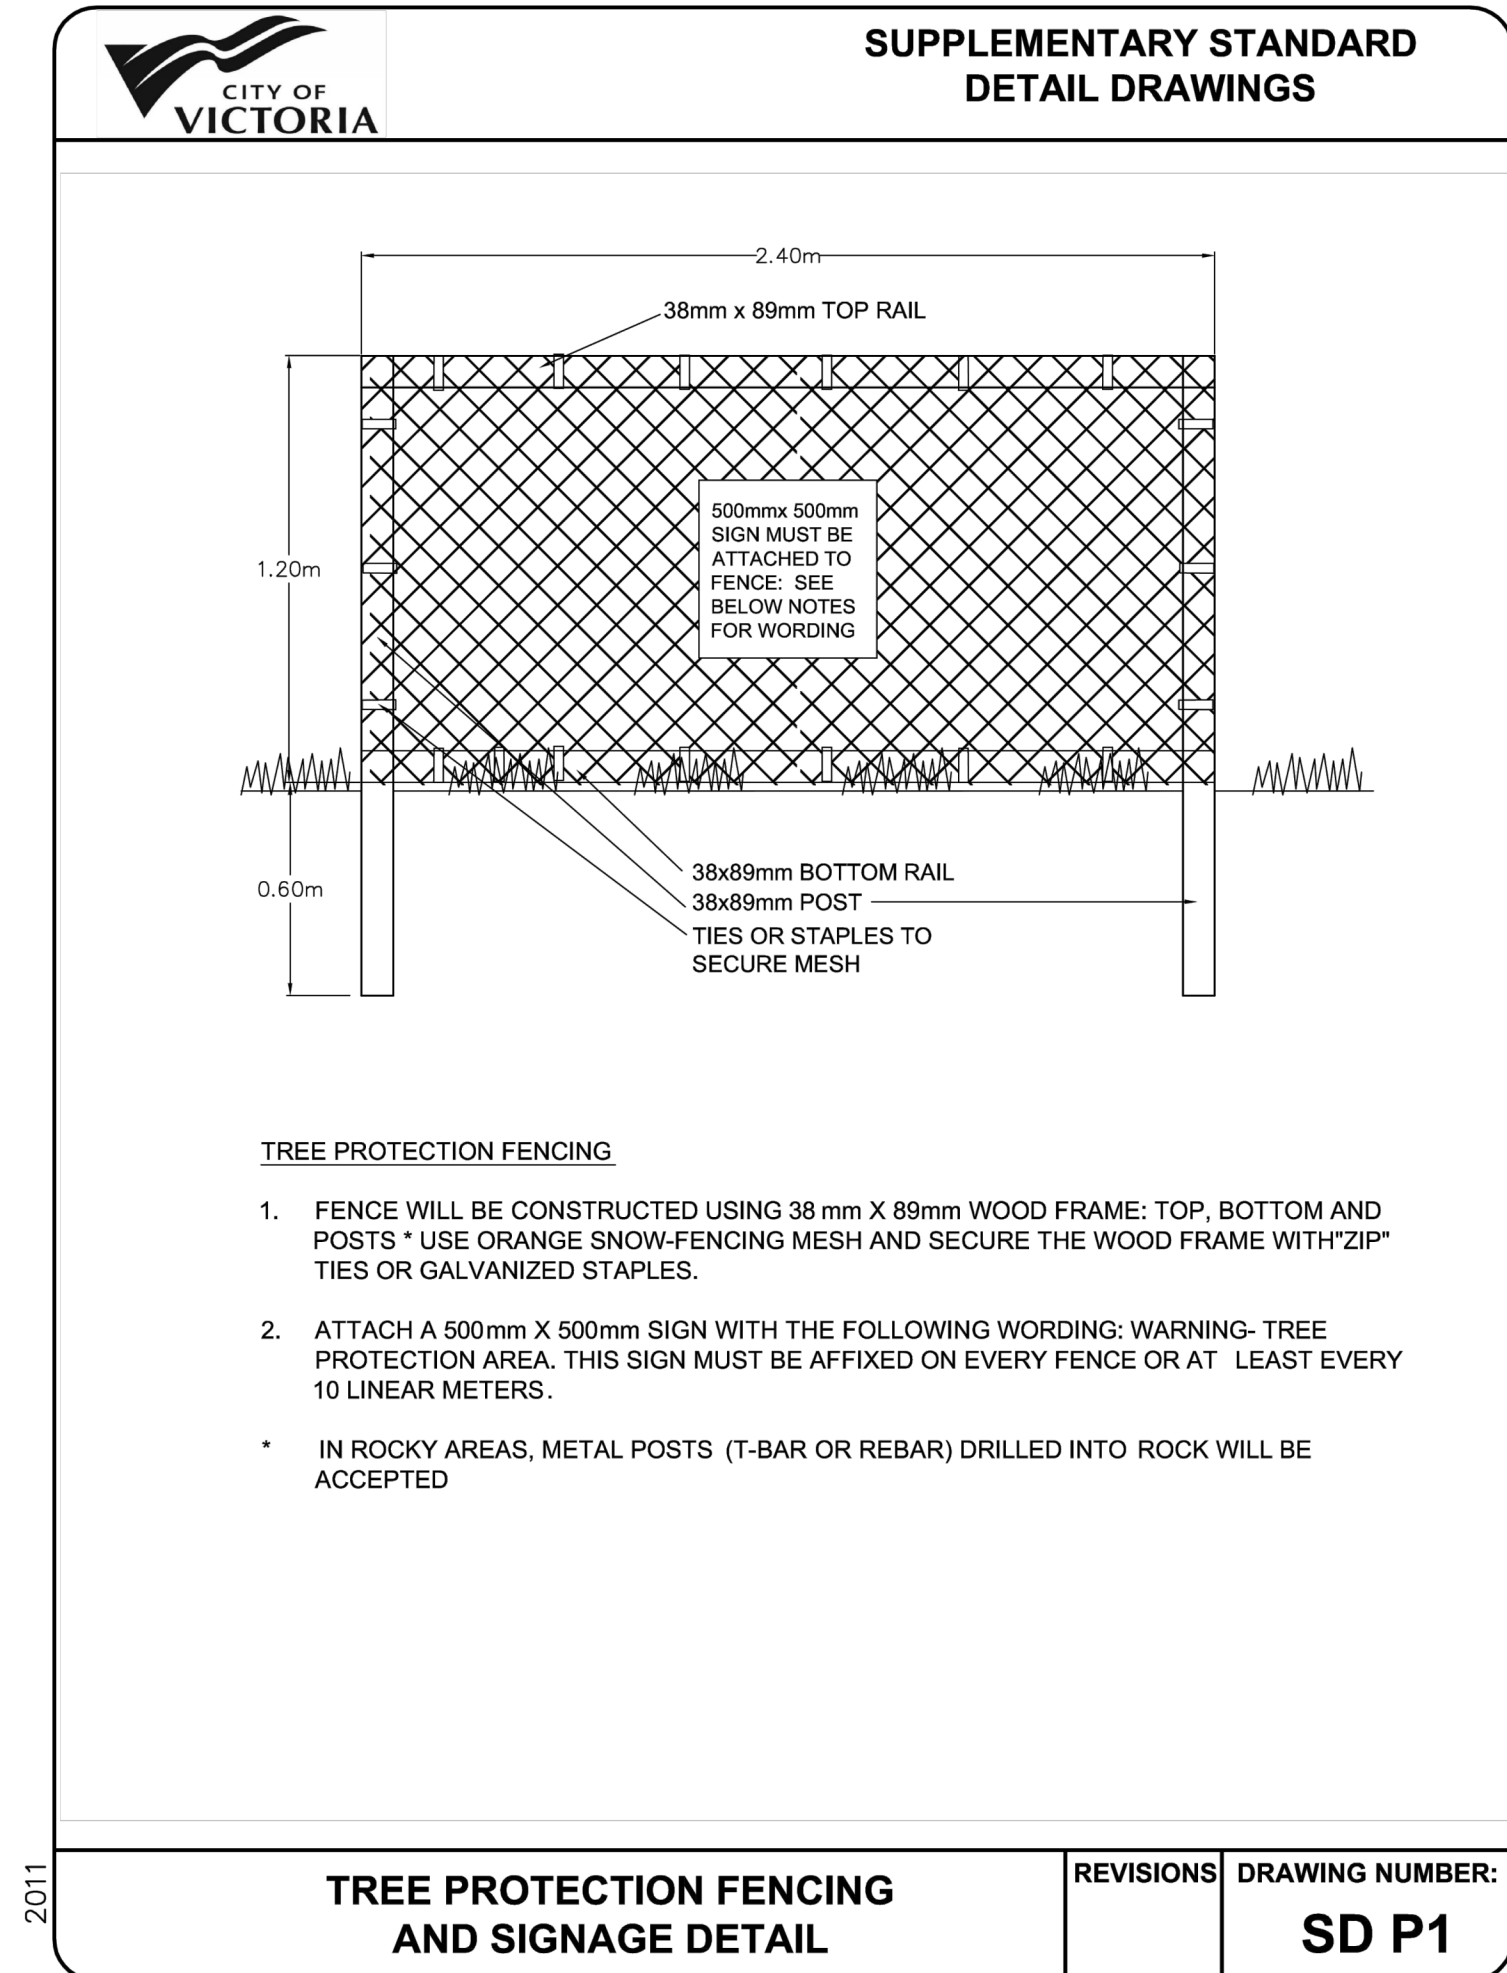 CITY OF
VICTORIA
SUPPLEMENTARY STANDARD
DETAIL DRAWINGS
2.40m
38mm x 89mm TOP RAIL
500mmx 500mm
SIGN MUST BE
ATTACHED TO
FENCE: SEE
BELOW NOTES
FOR WORDING
1.20m
0.60m
38x89mm BOTTOM RAIL
38x89mm POST
TIES OR STAPLES TO
SECURE MESH
TREE PROTECTION FENCING
1. FENCE WILL BE CONSTRUCTED USING 38 mm X 89mm WOOD FRAME: TOP, BOTTOM AND
POSTS * USE ORANGE SNOW-FENCING MESH AND SECURE THE WOOD FRAME WITH"ZIP"
TIES OR GALVANIZED STAPLES.
2. ATTACH A 500mm X 500mm SIGN WITH THE FOLLOWING WORDING: WARNING- TREE
PROTECTION AREA. THIS SIGN MUST BE AFFIXED ON EVERY FENCE OR AT LEAST EVERY
10 LINEAR METERS.
* IN ROCKY AREAS, METAL POSTS (T-BAR OR REBAR) DRILLED INTO ROCK WILL BE
ACCEPTED
2011
TREE PROTECTION FENCING
AND SIGNAGE DETAIL
REVISIONS
DRAWING NUMBER:
SD P1